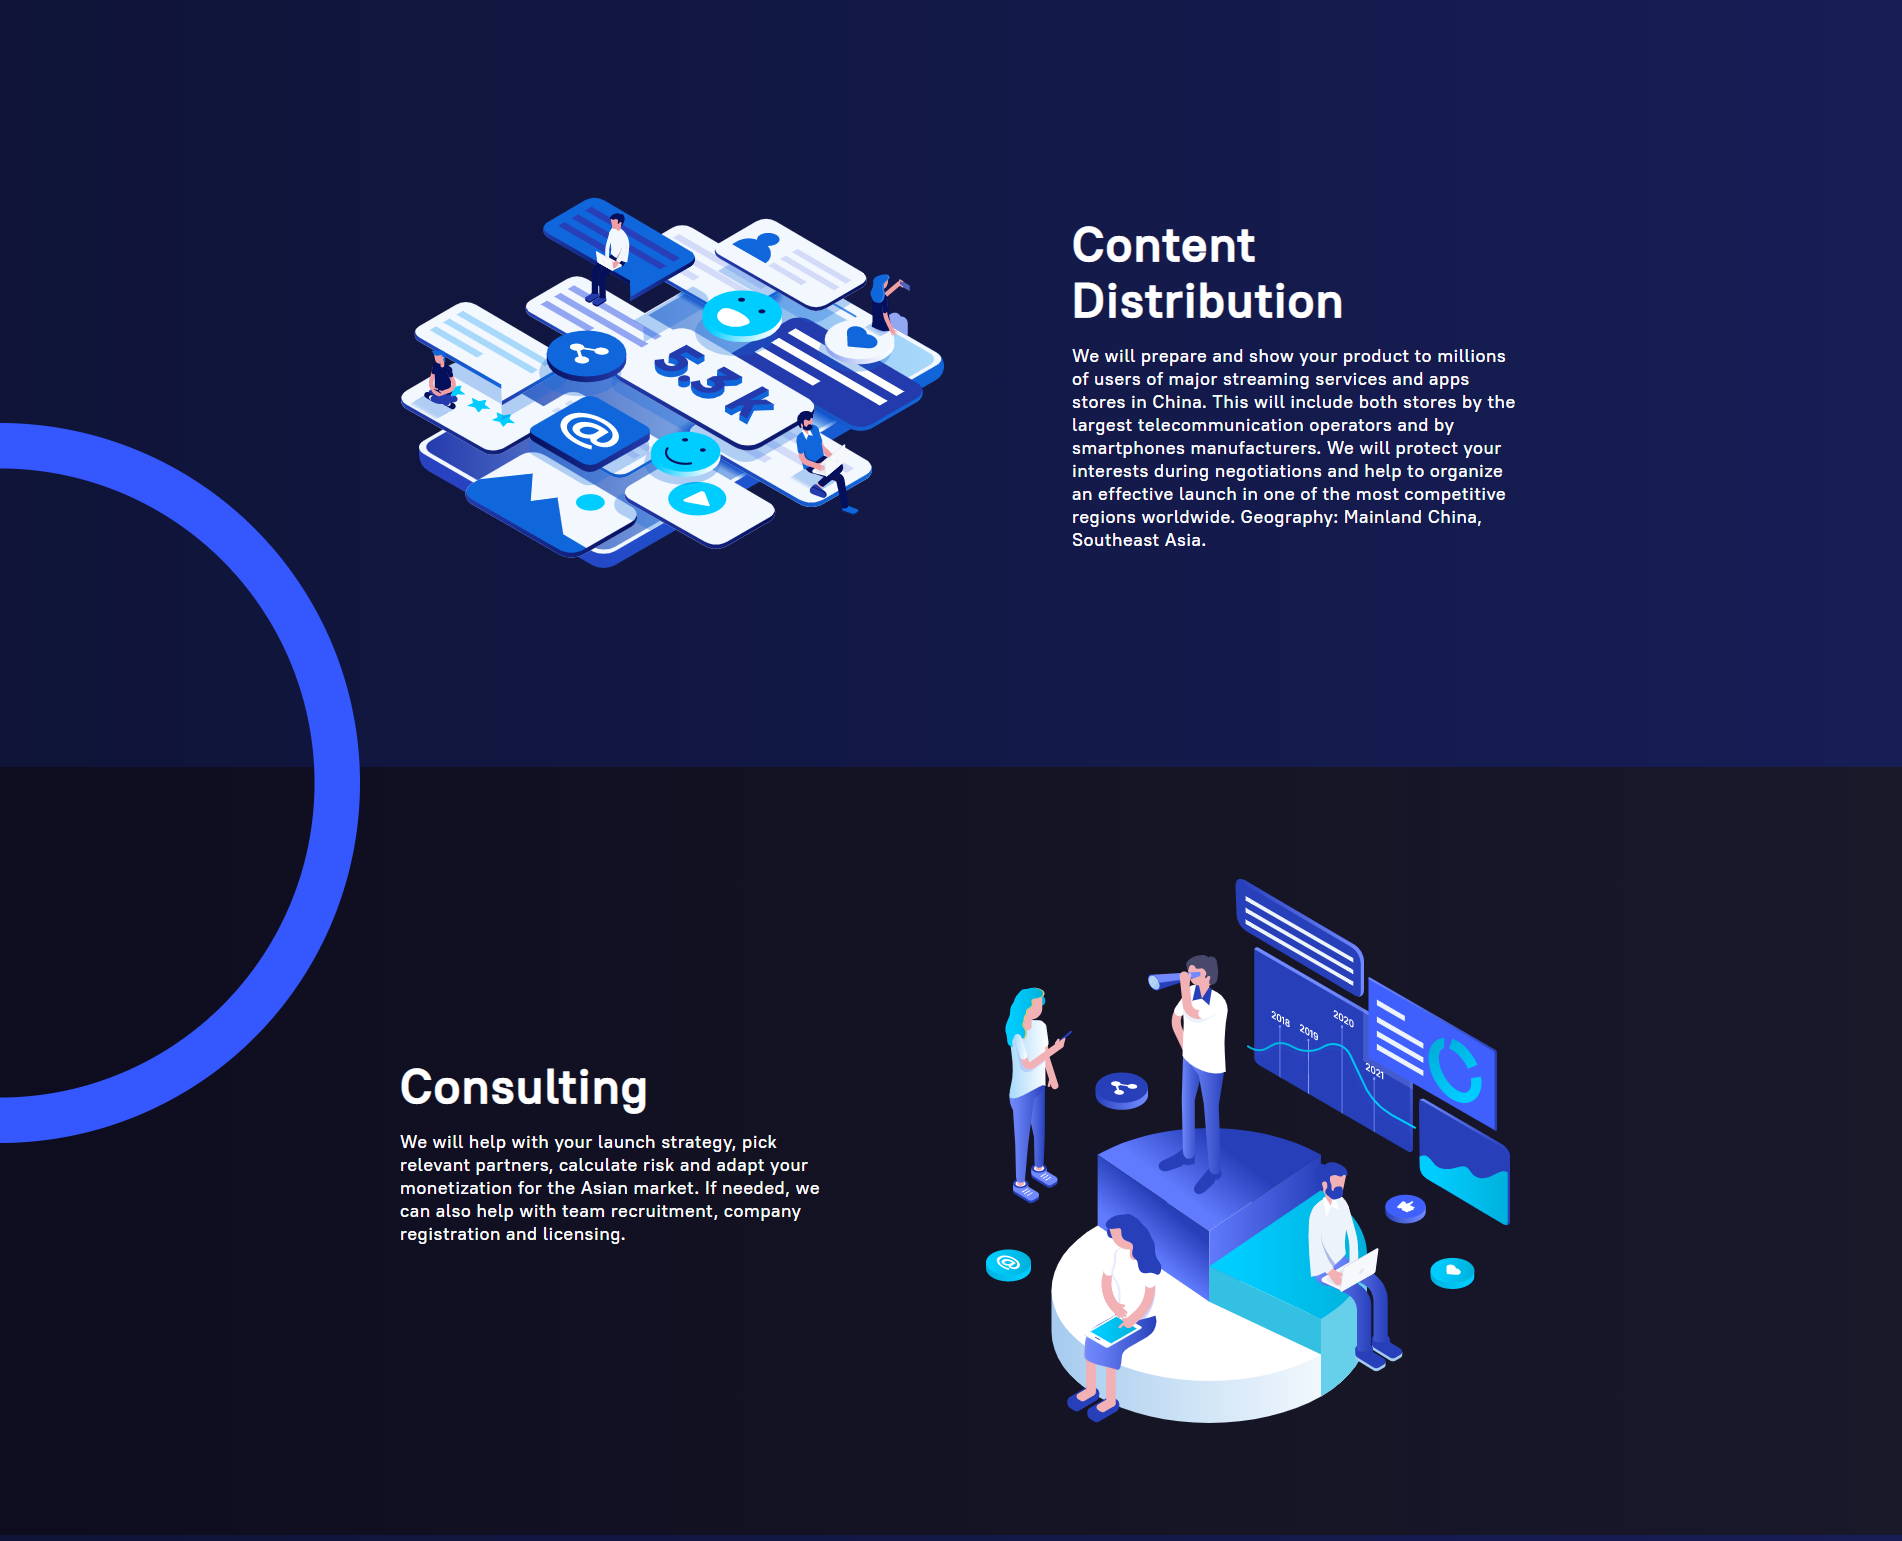 Content
Distribution
We will prepare and show your product to millions
of users of major streaming services and apps
stores in China. This will include both stores by the
largest telecommunication operators and by
smartphones manufacturers. We will protect your
interests during negotiations and help to organize
an effective launch in one of the most competitive
regions worldwide. Geography: Mainland China,
Southeast Asia.
5.3K
@
Consulting
We will help with your launch strategy, pick
relevant partners, calculate risk and adapt your
monetization for the Asian market. If needed, we
can also help with team recruitment, company
registration and licensing.
2018
2019
2020
2021
@